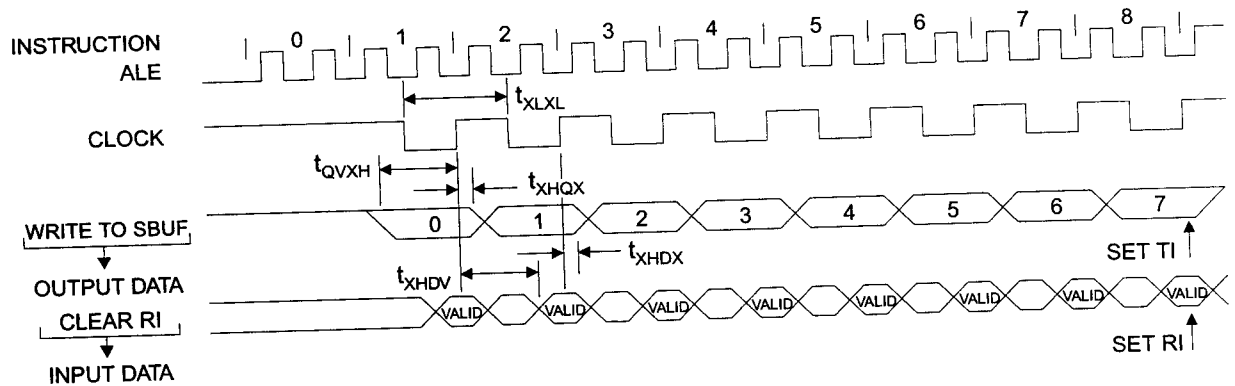 INSTRUCTION 0 1 2 3 4 5 6 7 8
ALE
tXLXL
CLOCK
tQVXH
tXHQX
0 1 2 3 4 5 6 7
WRITE TO SBUF
tXHDX
SET TI
tXHDV
OUTPUT DATA
VALID VALID VALID VALID VALID VALID VALID VALID
CLEAR RI
SET RI
INPUT DATA